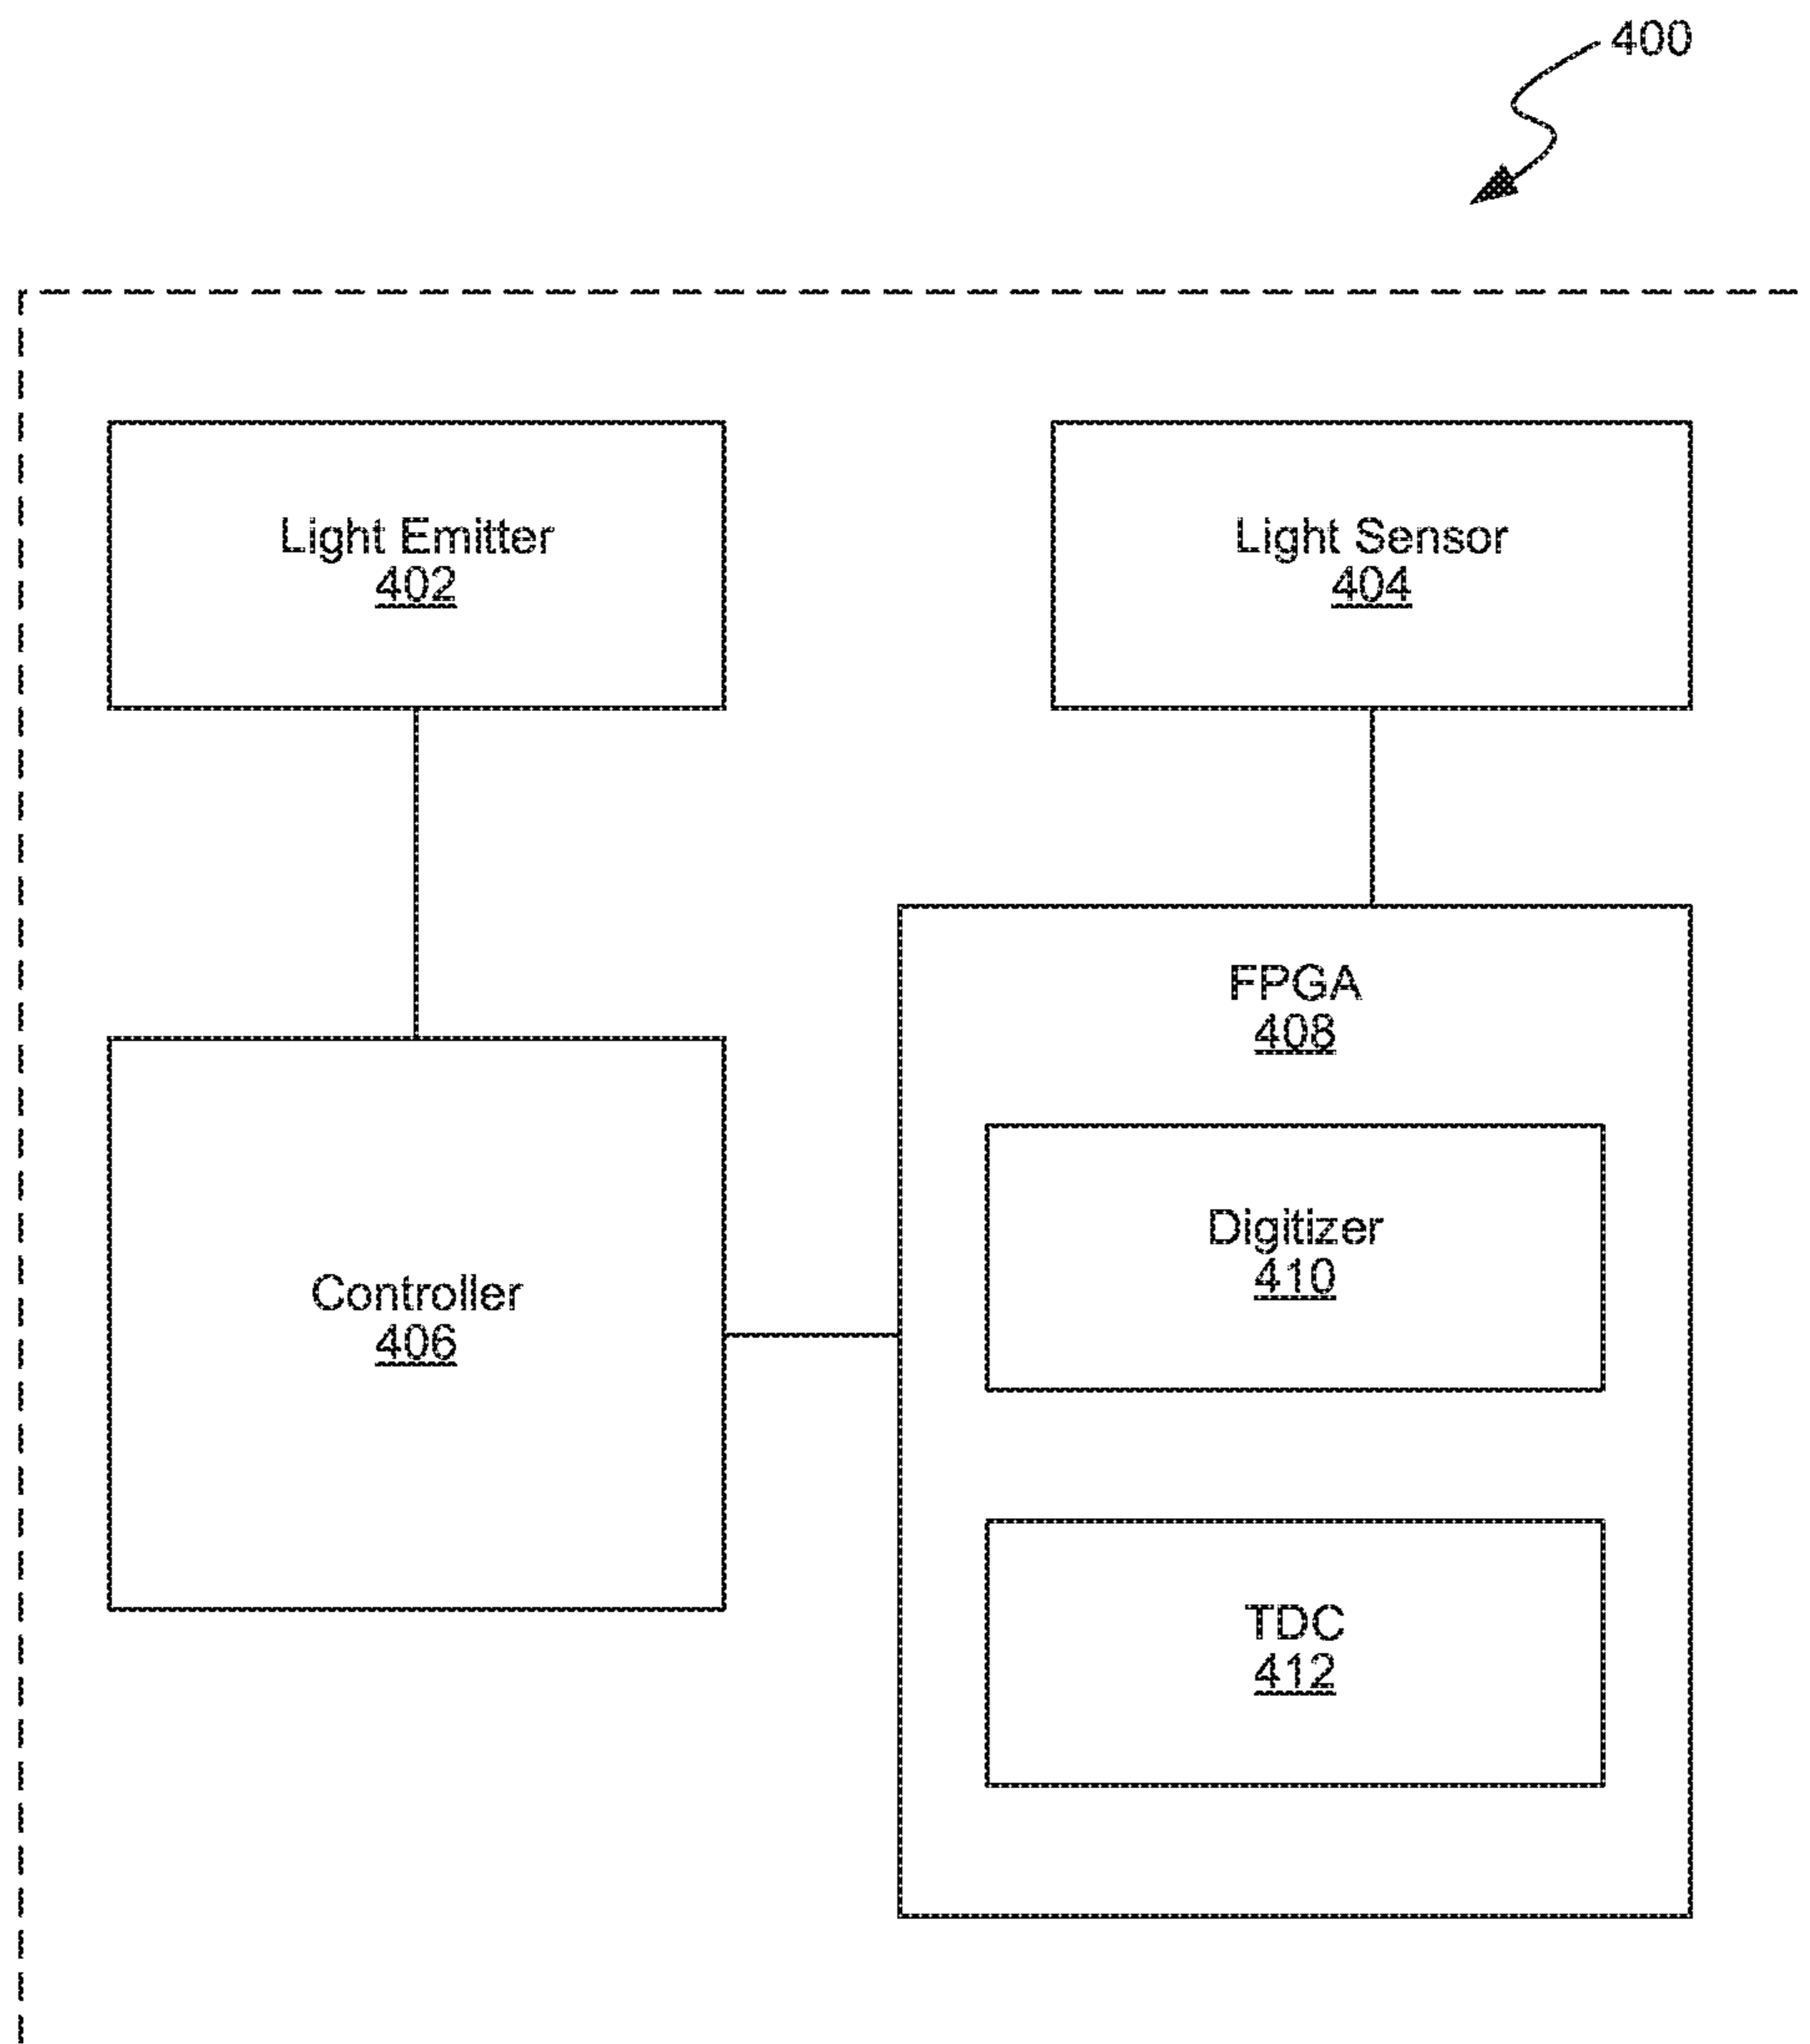 400
Light Emitter
402
Light Sensor
404
FPGA
408
Digitizer
410
Controller
406
TDC
412